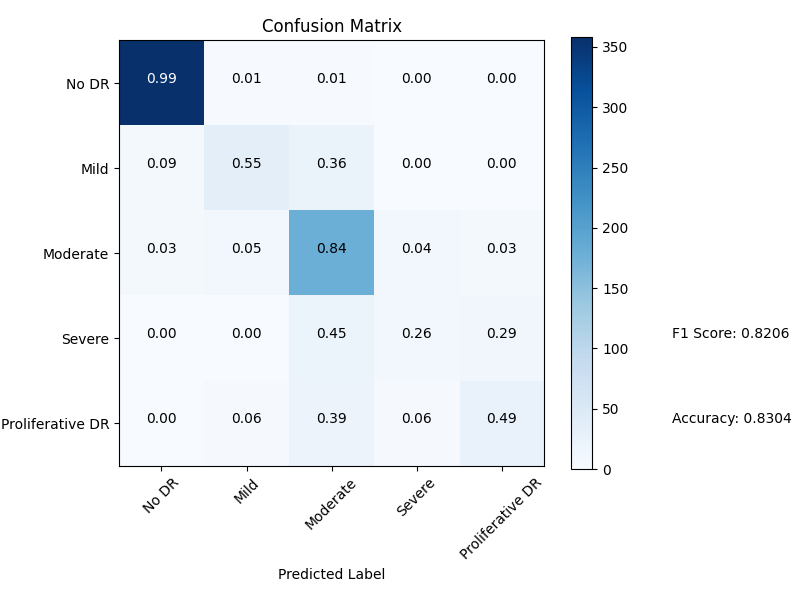 Confusion Matrix
No DR 0.99 0.01 0.01 0.00 0.00
Mild 0.09 0.55 0.36 0.00 0.00
Moderate 0.03 0.05 0.84 0.04 0.03
Severe 0.00 0.00 0.45 0.26 0.29
Proliferative DR 0.00 0.06 0.39 0.06 0.49
No DR Mild Moderate Severe Proliferative DR
Predicted Label
350
300
250
200
150
100
50
0
F1 Score: 0.8206
Accuracy: 0.8304